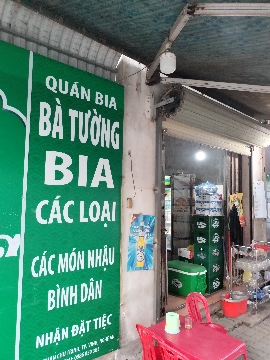 QUÁN BIA
BÀ TƯỜNG
BIA
CÁC LOẠI
CÁC MÓN NHẬU
BÌNH DÂN
NHẬN ĐẶT TIỆC